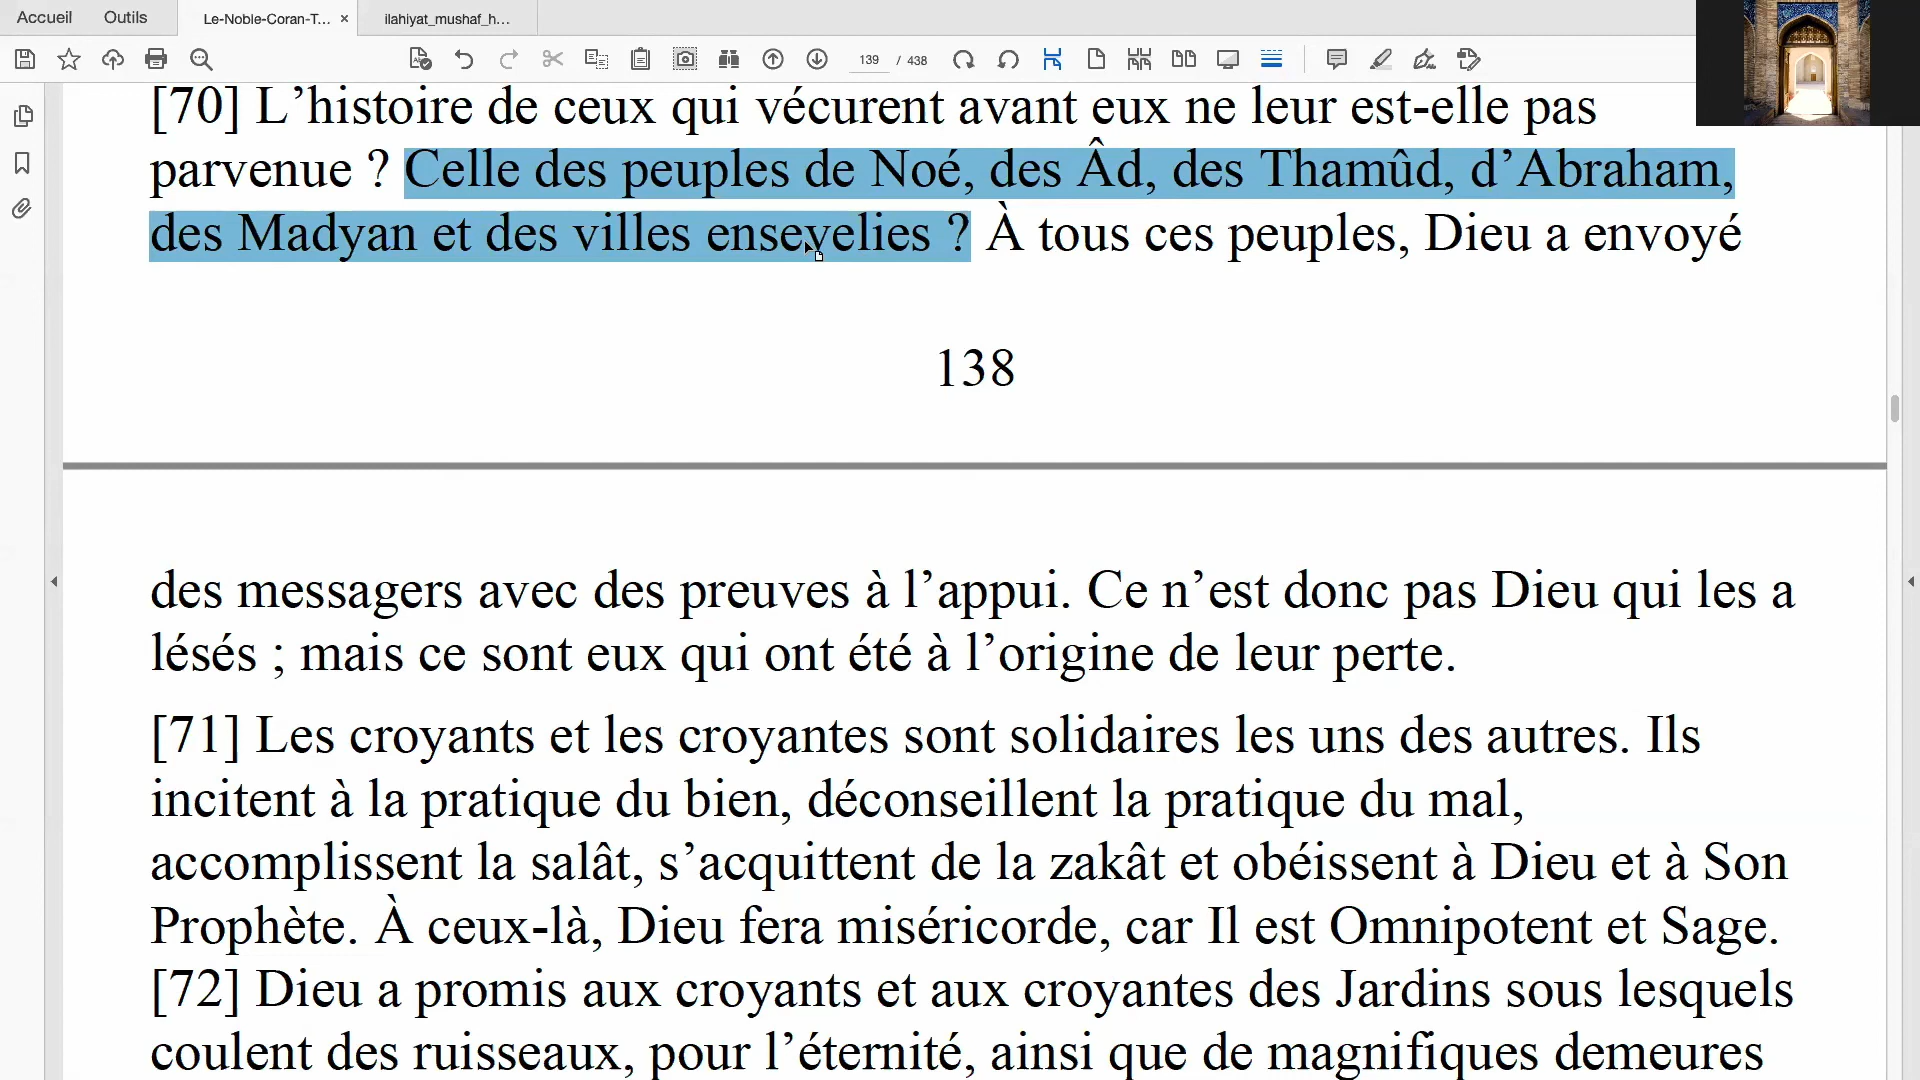 Accueil Outils Le-Noble-Coran-T... × ilahiyat_mushaf_h...
139 / 438
[70] L’histoire de ceux qui vécurent avant eux ne leur est-elle pas
parvenue ? Celle des peuples de Noé, des Âd, des Thamûd, d’Abraham,
des Madyan et des villes ensevelies ? À tous ces peuples, Dieu a envoyé
138
des messagers avec des preuves à l’appui. Ce n’est donc pas Dieu qui les a
lésés ; mais ce sont eux qui ont été à l’origine de leur perte.
[71] Les croyants et les croyantes sont solidaires les uns des autres. Ils
incitent à la pratique du bien, déconseillent la pratique du mal,
accomplissent la salât, s’acquittent de la zakât et obéissent à Dieu et à Son
Prophète. À ceux-là, Dieu fera miséricorde, car Il est Omnipotent et Sage.
[72] Dieu a promis aux croyants et aux croyantes des Jardins sous lesquels
coulent des ruisseaux, pour l’éternité, ainsi que de magnifiques demeures